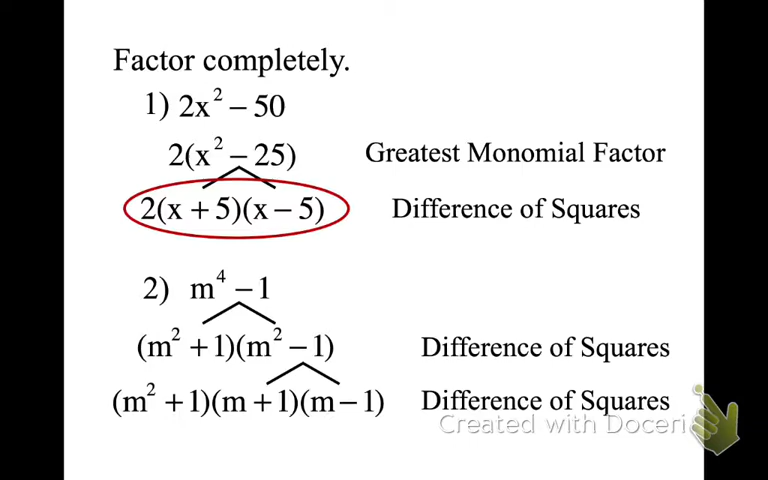 Factor completely.
1) 2x² − 50
2(x² − 25) Greatest Monomial Factor
2(x + 5)(x − 5) Difference of Squares
2) m⁴ − 1
(m² + 1)(m² − 1) Difference of Squares
(m² + 1)(m + 1)(m − 1) Difference of Squares
Created with Doceri